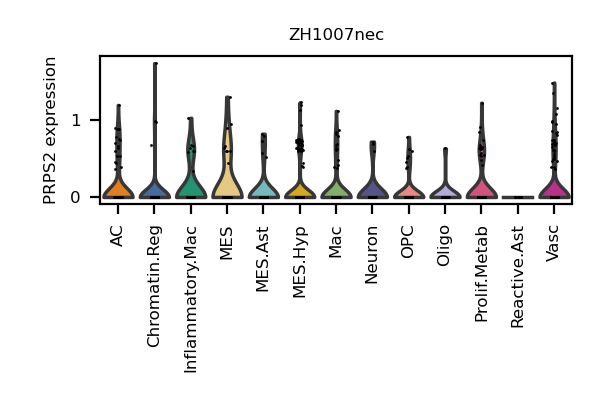 ZH1007nec
PRPS2 expression
1
0
AC
Chromatin.Reg
Inflammatory.Mac
MES
MES.Ast
MES.Hyp
Mac
Neuron
OPC
Oligo
Prolif.Metab
Reactive.Ast
Vasc